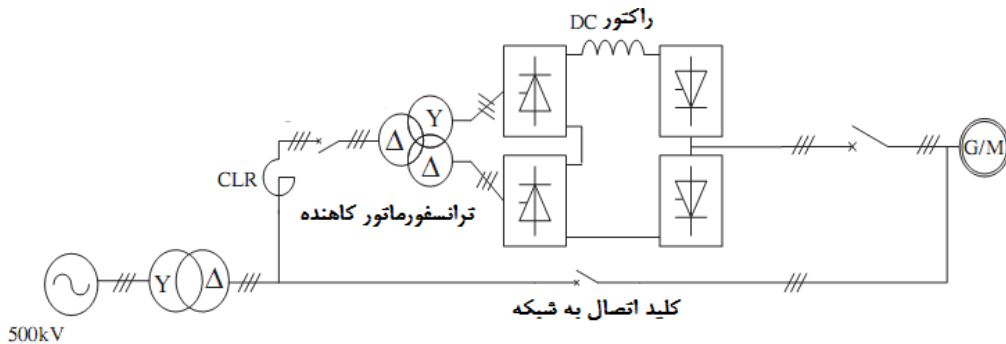 راکتور DC
Y
Δ
Δ
G/M
CLR
ترانسفورماتور کاهنده
Y
Δ
کلید اتصال به شبکه
500kV